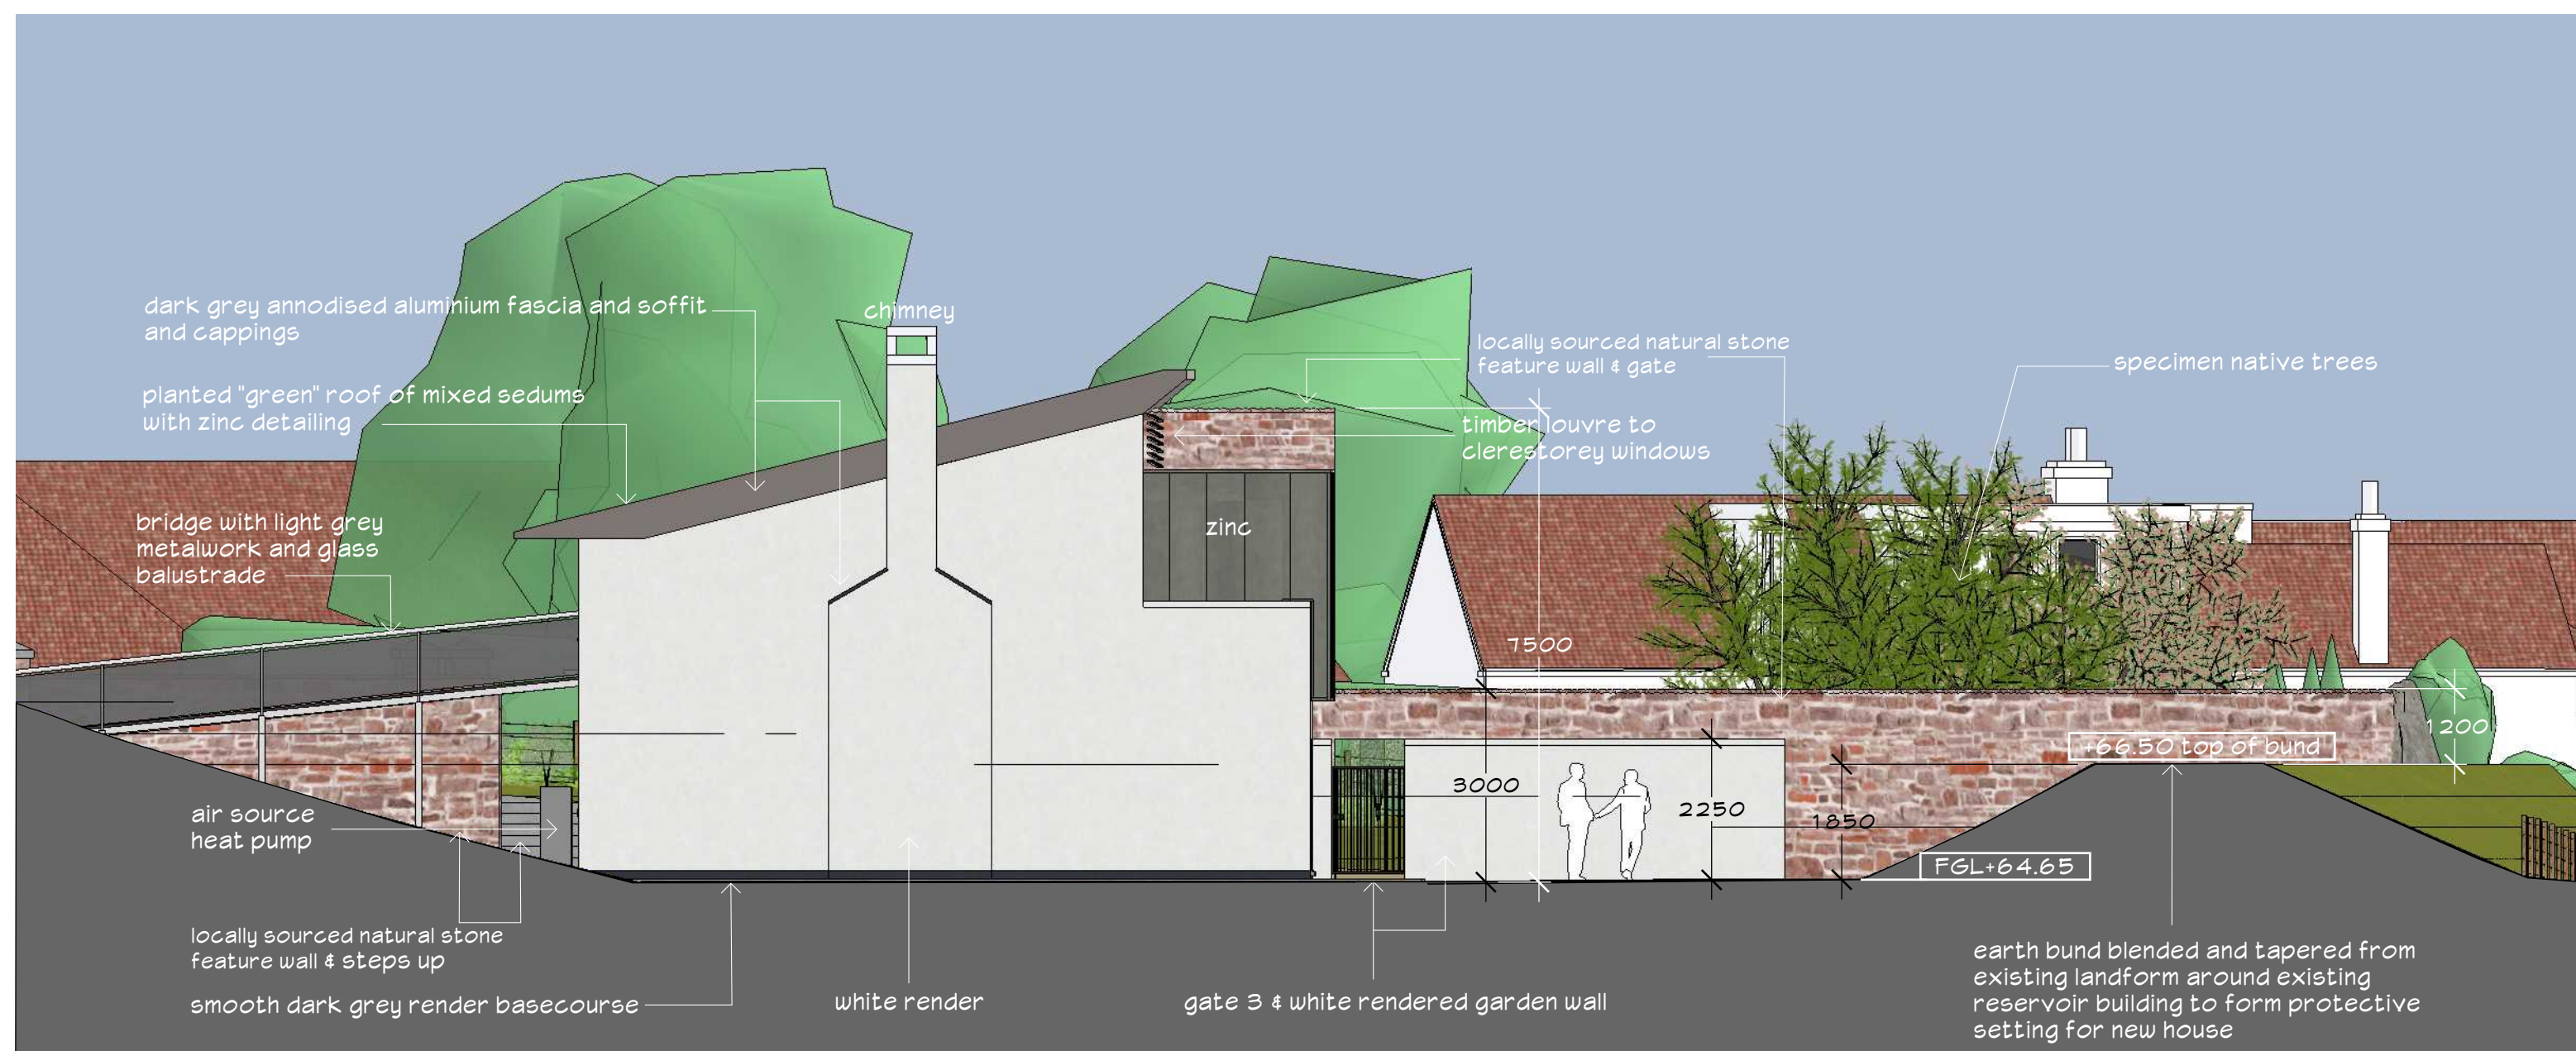 dark grey annodised aluminium fascia and soffit
and cappings
chimney
planted "green" roof of mixed sedums
with zinc detailing
bridge with light grey
metalwork and glass
balustrade
locally sourced natural stone
feature wall & gate
specimen native trees
timber louvre to
clerestorey windows
zinc
7500
1200
+66.50 top of bund
3000
2250
1850
FGL+64.65
air source
heat pump
locally sourced natural stone
feature wall & steps up
smooth dark grey render basecourse
white render
gate 3 & white rendered garden wall
earth bund blended and tapered from
existing landform around existing
reservoir building to form protective
setting for new house